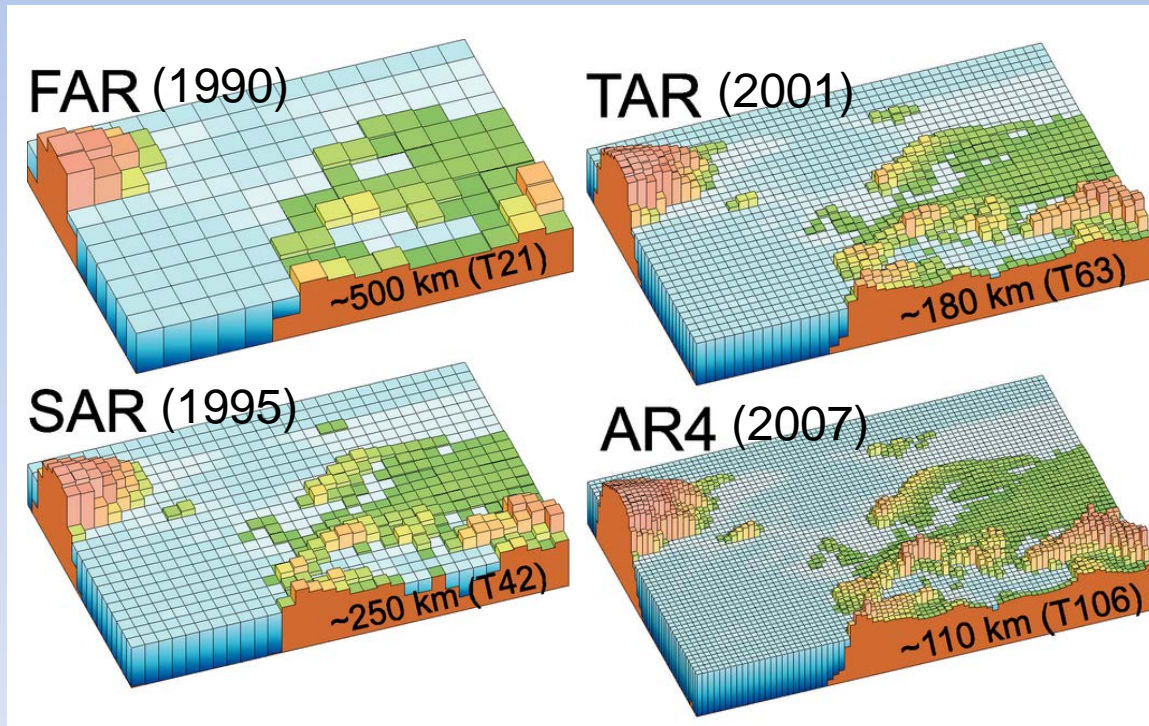 FAR (1990)
~500 km (T21)
TAR (2001)
~180 km (T63)
SAR (1995)
~250 km (T42)
AR4 (2007)
~110 km (T106)